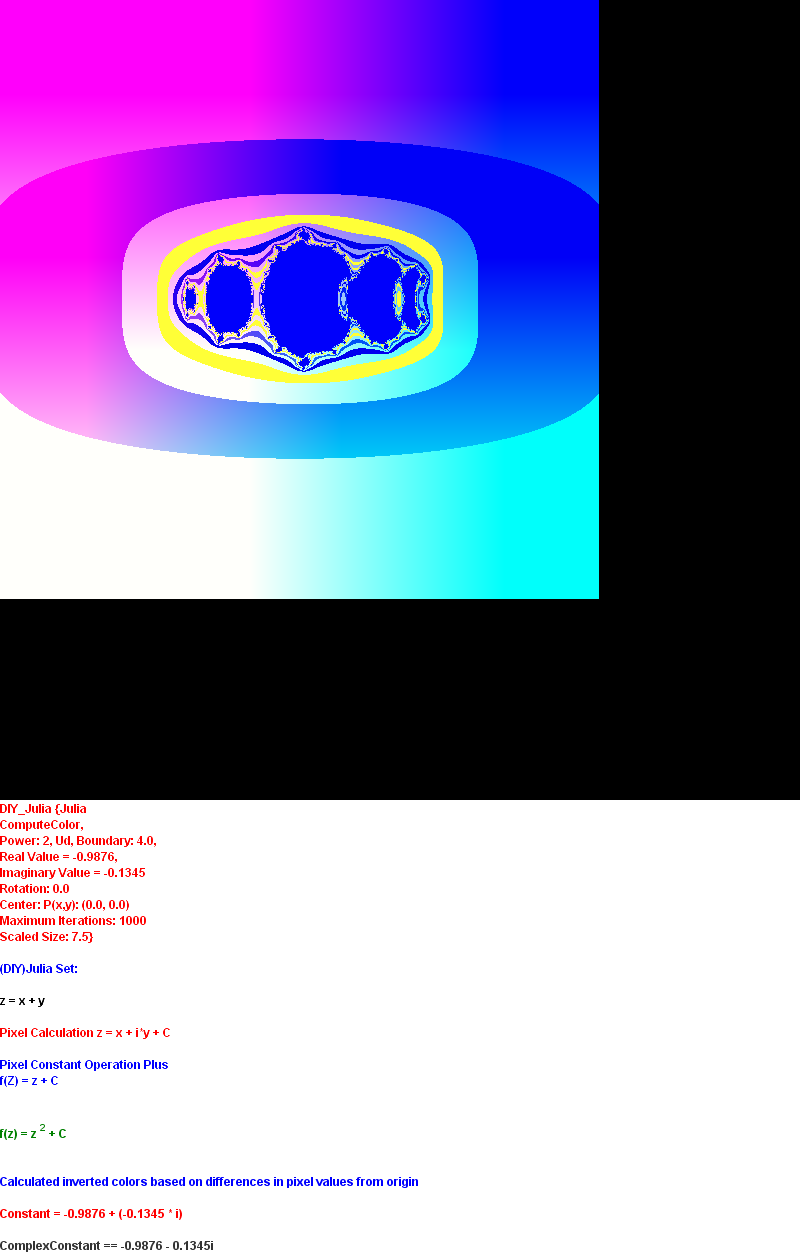 DIY_Julia {Julia
ComputeColor,
Power: 2, Ud, Boundary: 4.0,
Real Value = -0.9876,
Imaginary Value = -0.1345
Rotation: 0.0
Center: P(x,y): (0.0, 0.0)
Maximum Iterations: 1000
Scaled Size: 7.5}
(DIY)Julia Set:
z = x + y
Pixel Calculation z = x + i*y + C
Pixel Constant Operation Plus
f(Z) = z + C
f(z) = z 2 + C
Calculated inverted colors based on differences in pixel values from origin
Constant = -0.9876 + (-0.1345 * i)
ComplexConstant == -0.9876 - 0.1345i